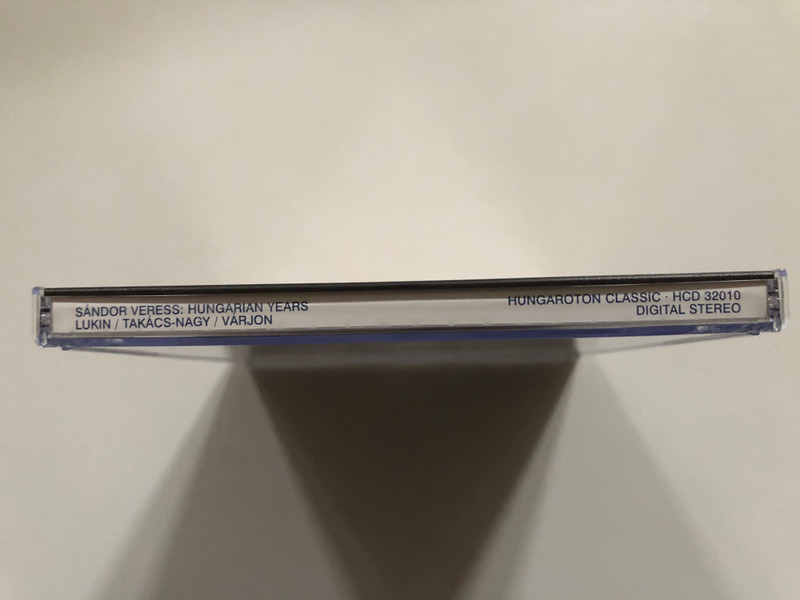 SÁNDOR VERESS: HUNGARIAN YEARS
LUKIN / TAKÁCS-NAGY / VÁRJON
HUNGAROTON CLASSIC · HCD 32010
DIGITAL STEREO